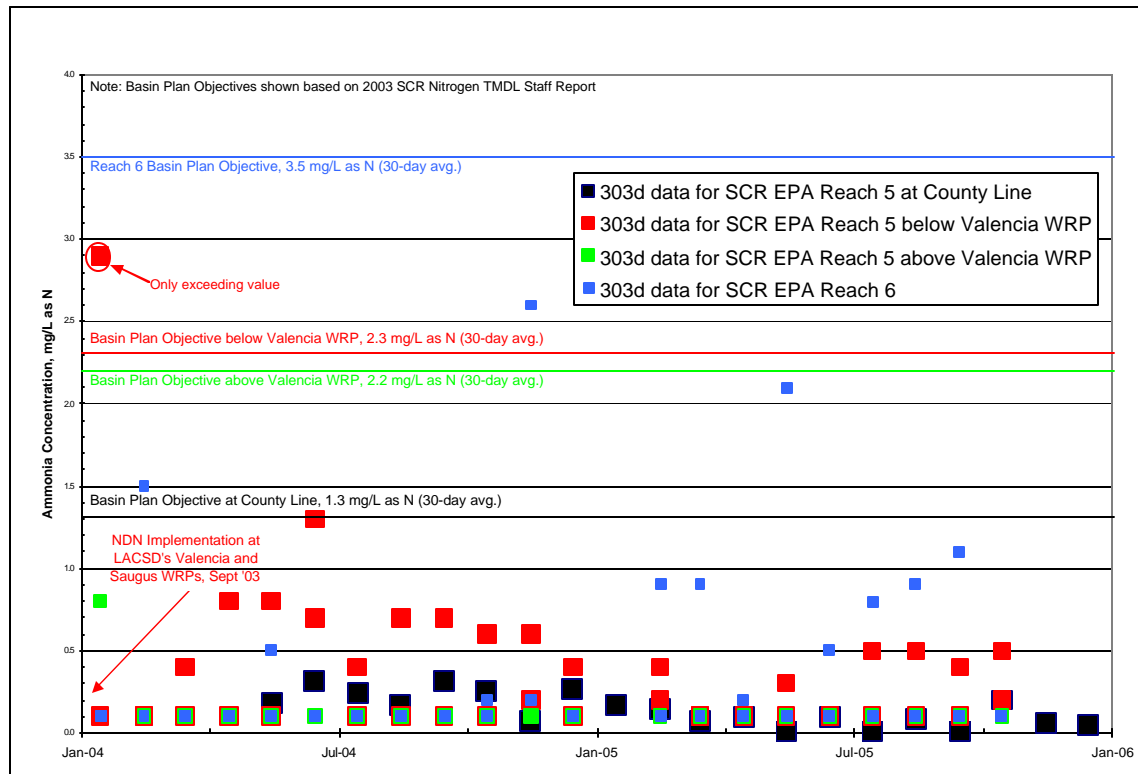 4.0
Note: Basin Plan Objectives shown based on 2003 SCR Nitrogen TMDL Staff Report
3.5
Reach 6 Basin Plan Objective, 3.5 mg/L as N (30-day avg.)
303d data for SCR EPA Reach 5 at County Line
303d data for SCR EPA Reach 5 below Valencia WRP
303d data for SCR EPA Reach 5 above Valencia WRP
303d data for SCR EPA Reach 6
3.0
Only exceeding value
2.5
Basin Plan Objective below Valencia WRP, 2.3 mg/L as N (30-day avg.)
Basin Plan Objective above Valencia WRP, 2.2 mg/L as N (30-day avg.)
2.0
Ammonia Concentration, mg/L as N
1.5
Basin Plan Objective at County Line, 1.3 mg/L as N (30-day avg.)
NDN Implementation at
LACSD's Valencia and
Saugus WRPs, Sept '03
1.0
0.5
0.0
Jan-04
Jul-04
Jan-05
Jul-05
Jan-06